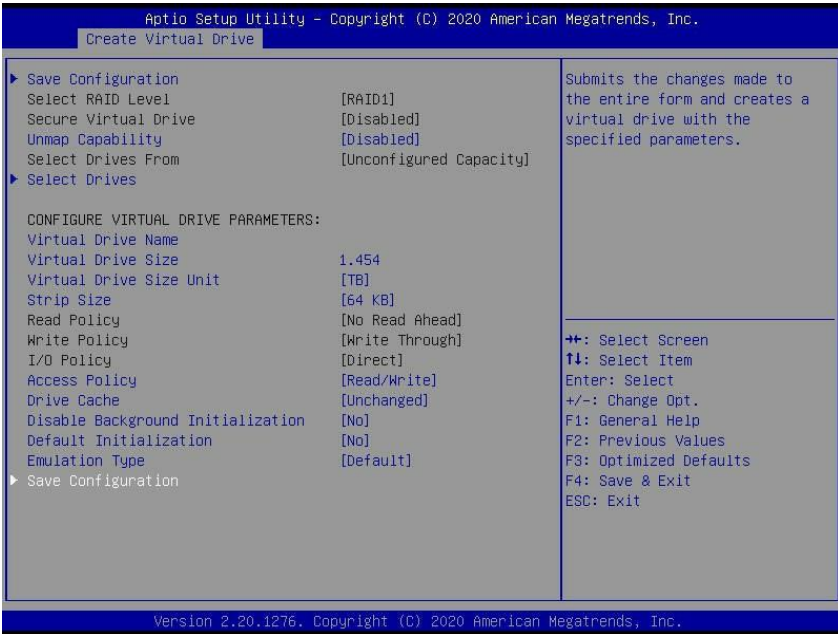 Aptio Setup Utility – Copyright (C) 2020 American Megatrends, Inc.
Create Virtual Drive
▶ Save Configuration
Select RAID Level [RAID1]
Secure Virtual Drive [Disabled]
Unmap Capability [Disabled]
Select Drives From [Unconfigured Capacity]
▶ Select Drives
CONFIGURE VIRTUAL DRIVE PARAMETERS:
Virtual Drive Name
Virtual Drive Size 1.454
Virtual Drive Size Unit [TB]
Strip Size [64 KB]
Read Policy [No Read Ahead]
Write Policy [Write Through]
I/O Policy [Direct]
Access Policy [Read/Write]
Drive Cache [Unchanged]
Disable Background Initialization [No]
Default Initialization [No]
Emulation Type [Default]
▶ Save Configuration
Submits the changes made to
the entire form and creates a
virtual drive with the
specified parameters.
→←: Select Screen
↑↓: Select Item
Enter: Select
+/-: Change Opt.
F1: General Help
F2: Previous Values
F3: Optimized Defaults
F4: Save & Exit
ESC: Exit
Version 2.20.1276. Copyright (C) 2020 American Megatrends, Inc.